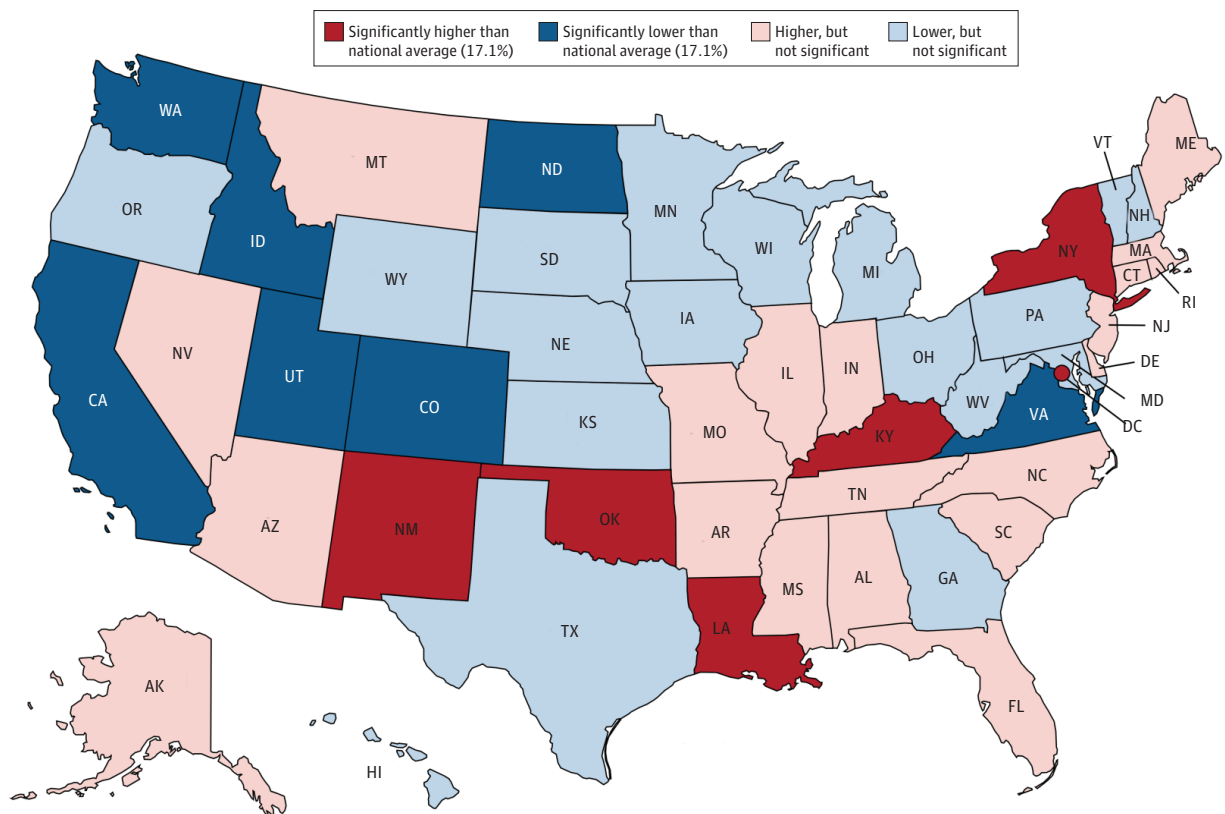 Significantly higher than
national average (17.1%)
Significantly lower than
national average (17.1%)
Higher, but
not significant
Lower, but
not significant
WA
MT
ND
VT
ME
OR
MN
NH
ID
WI
NY
MA
SD
MI
CT
WY
RI
IA
PA
NJ
NV
NE
OH
DE
UT
IL
IN
MD
CA
CO
WV
VA
DC
KS
MO
KY
NC
TN
AZ
NM
OK
AR
SC
MS
AL
GA
TX
LA
AK
FL
HI